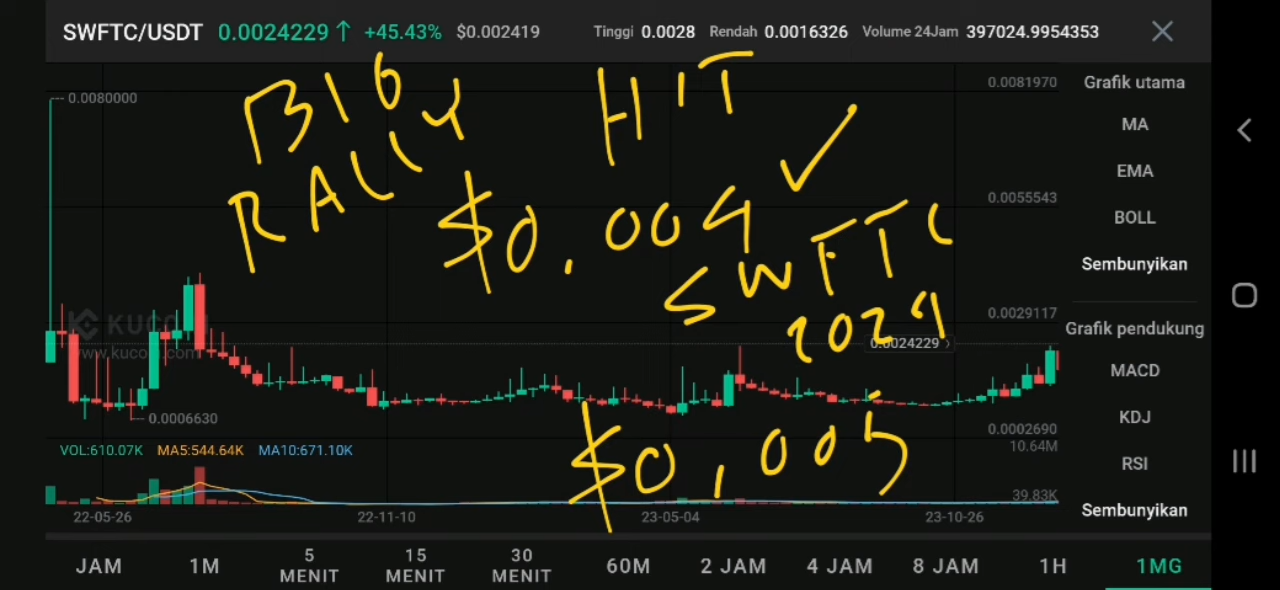 SWFTC/USDT 0.0024229 ↑ +45.43% $0.002419 Tinggi 0.0028 Rendah 0.0016326 Volume 24Jam 397024.9954353
0.0081970
Grafik utama
0.0080000
BIG HIT
RALLY
MA
EMA
0.0055543
$0.004 ✓
BOLL
SWFTC
Sembunyikan
2024
0.0029117
KUCOIN
www.kucoin.com
Grafik pendukung
0.0024229
MACD
0.0006630
KDJ
0.0002690
$0,005
VOL:610.07K MA5:544.64K MA10:671.10K
10.64M
RSI
39.83K
22-05-26 22-11-10 23-05-04 23-10-26
Sembunyikan
JAM 1M 5 MENIT 15 MENIT 30 MENIT 60M 2 JAM 4 JAM 8 JAM 1H 1MG